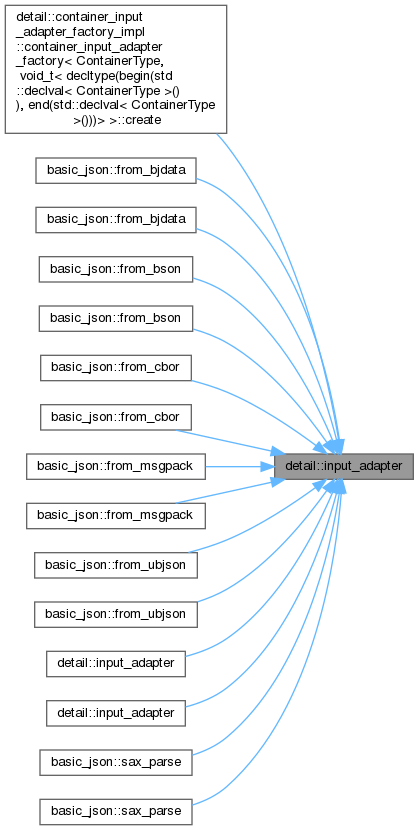 detail::container_input
_adapter_factory_impl
::container_input_adapter
_factory< ContainerType,
void_t< decltype(begin(std
::declval< ContainerType >()
), end(std::declval< ContainerType
>()))> >::create
basic_json::from_bjdata
basic_json::from_bjdata
basic_json::from_bson
basic_json::from_bson
basic_json::from_cbor
basic_json::from_cbor
detail::input_adapter
basic_json::from_msgpack
basic_json::from_msgpack
basic_json::from_ubjson
basic_json::from_ubjson
detail::input_adapter
detail::input_adapter
basic_json::sax_parse
basic_json::sax_parse